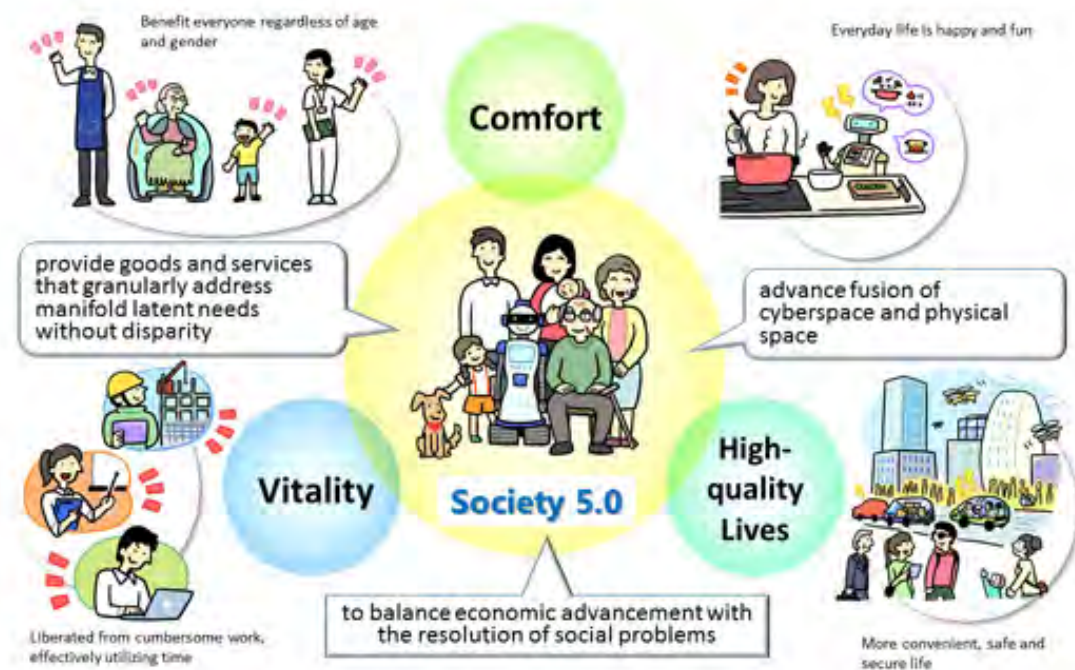 Benefit everyone regardless of age
and gender
Everyday life is happy and fun
Comfort
provide goods and services
that granularly address
manifold latent needs
without disparity
advance fusion of
cyberspace and physical
space
Vitality
Society 5.0
High-
quality
Lives
to balance economic advancement with
the resolution of social problems
Liberated from cumbersome work,
effectively utilizing time
More convenient, safe and
secure life